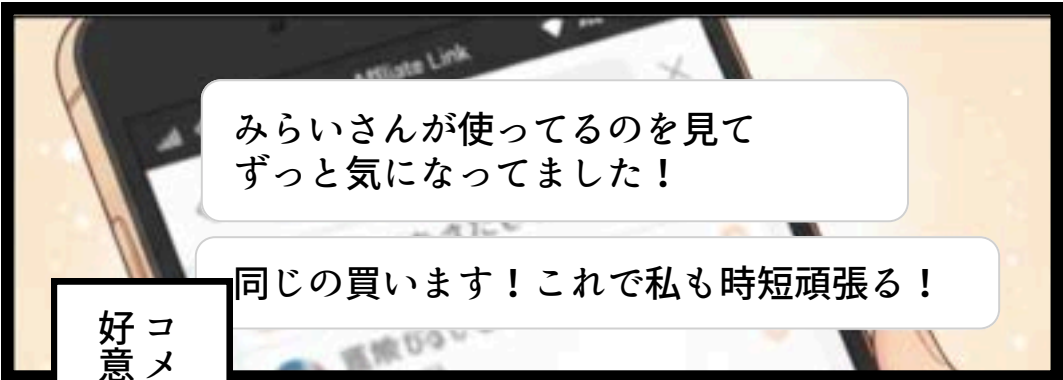 Affiliate Link
みらいさんが使ってるのを見て
ずっと気になってました！
同じの買います！これで私も時短頑張る！
コメ
好意